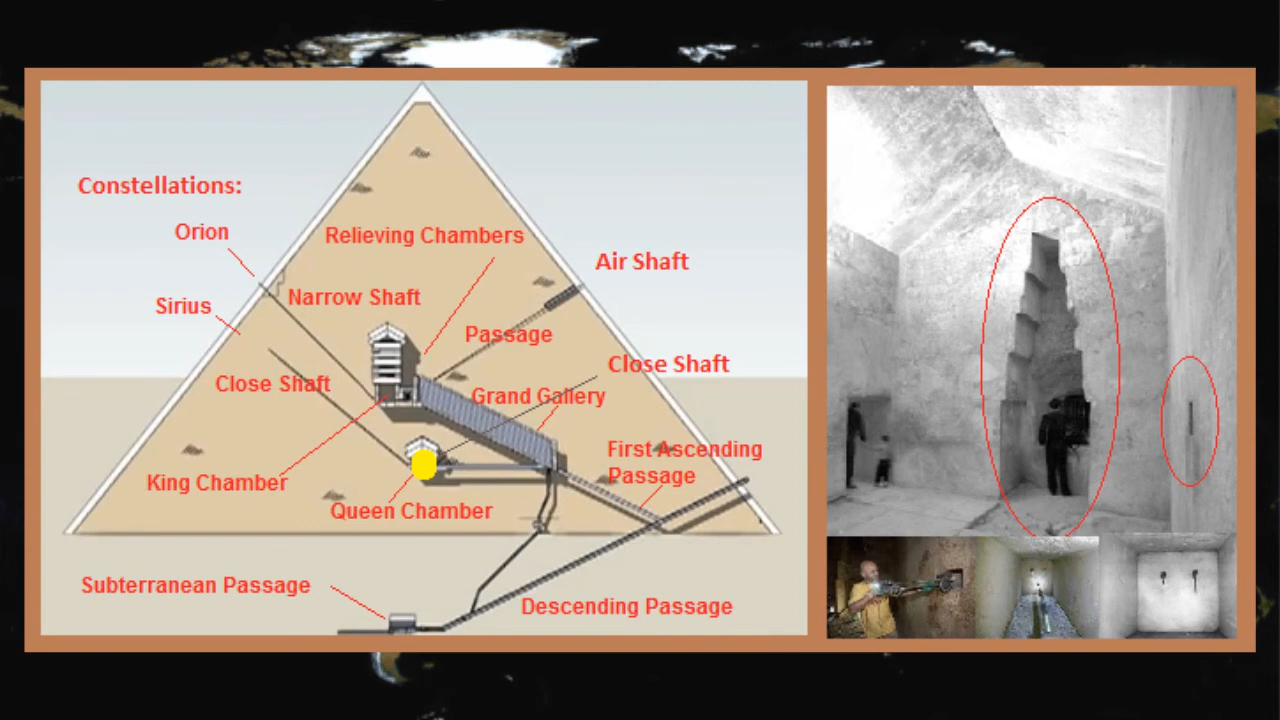 Constellations:
Orion
Relieving Chambers
Air Shaft
Sirius
Narrow Shaft
Passage
Close Shaft
Close Shaft
Grand Gallery
First Ascending
Passage
King Chamber
Queen Chamber
Subterranean Passage
Descending Passage